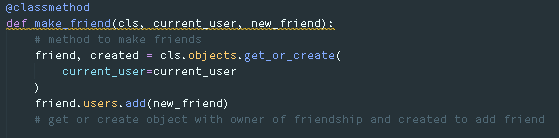 @classmethod
def make_friend(cls, current_user, new_friend):
    # method to make friends
    friend, created = cls.objects.get_or_create(
        current_user=current_user
    )
    friend.users.add(new_friend)
    # get or create object with owner of friendship and created to add friend